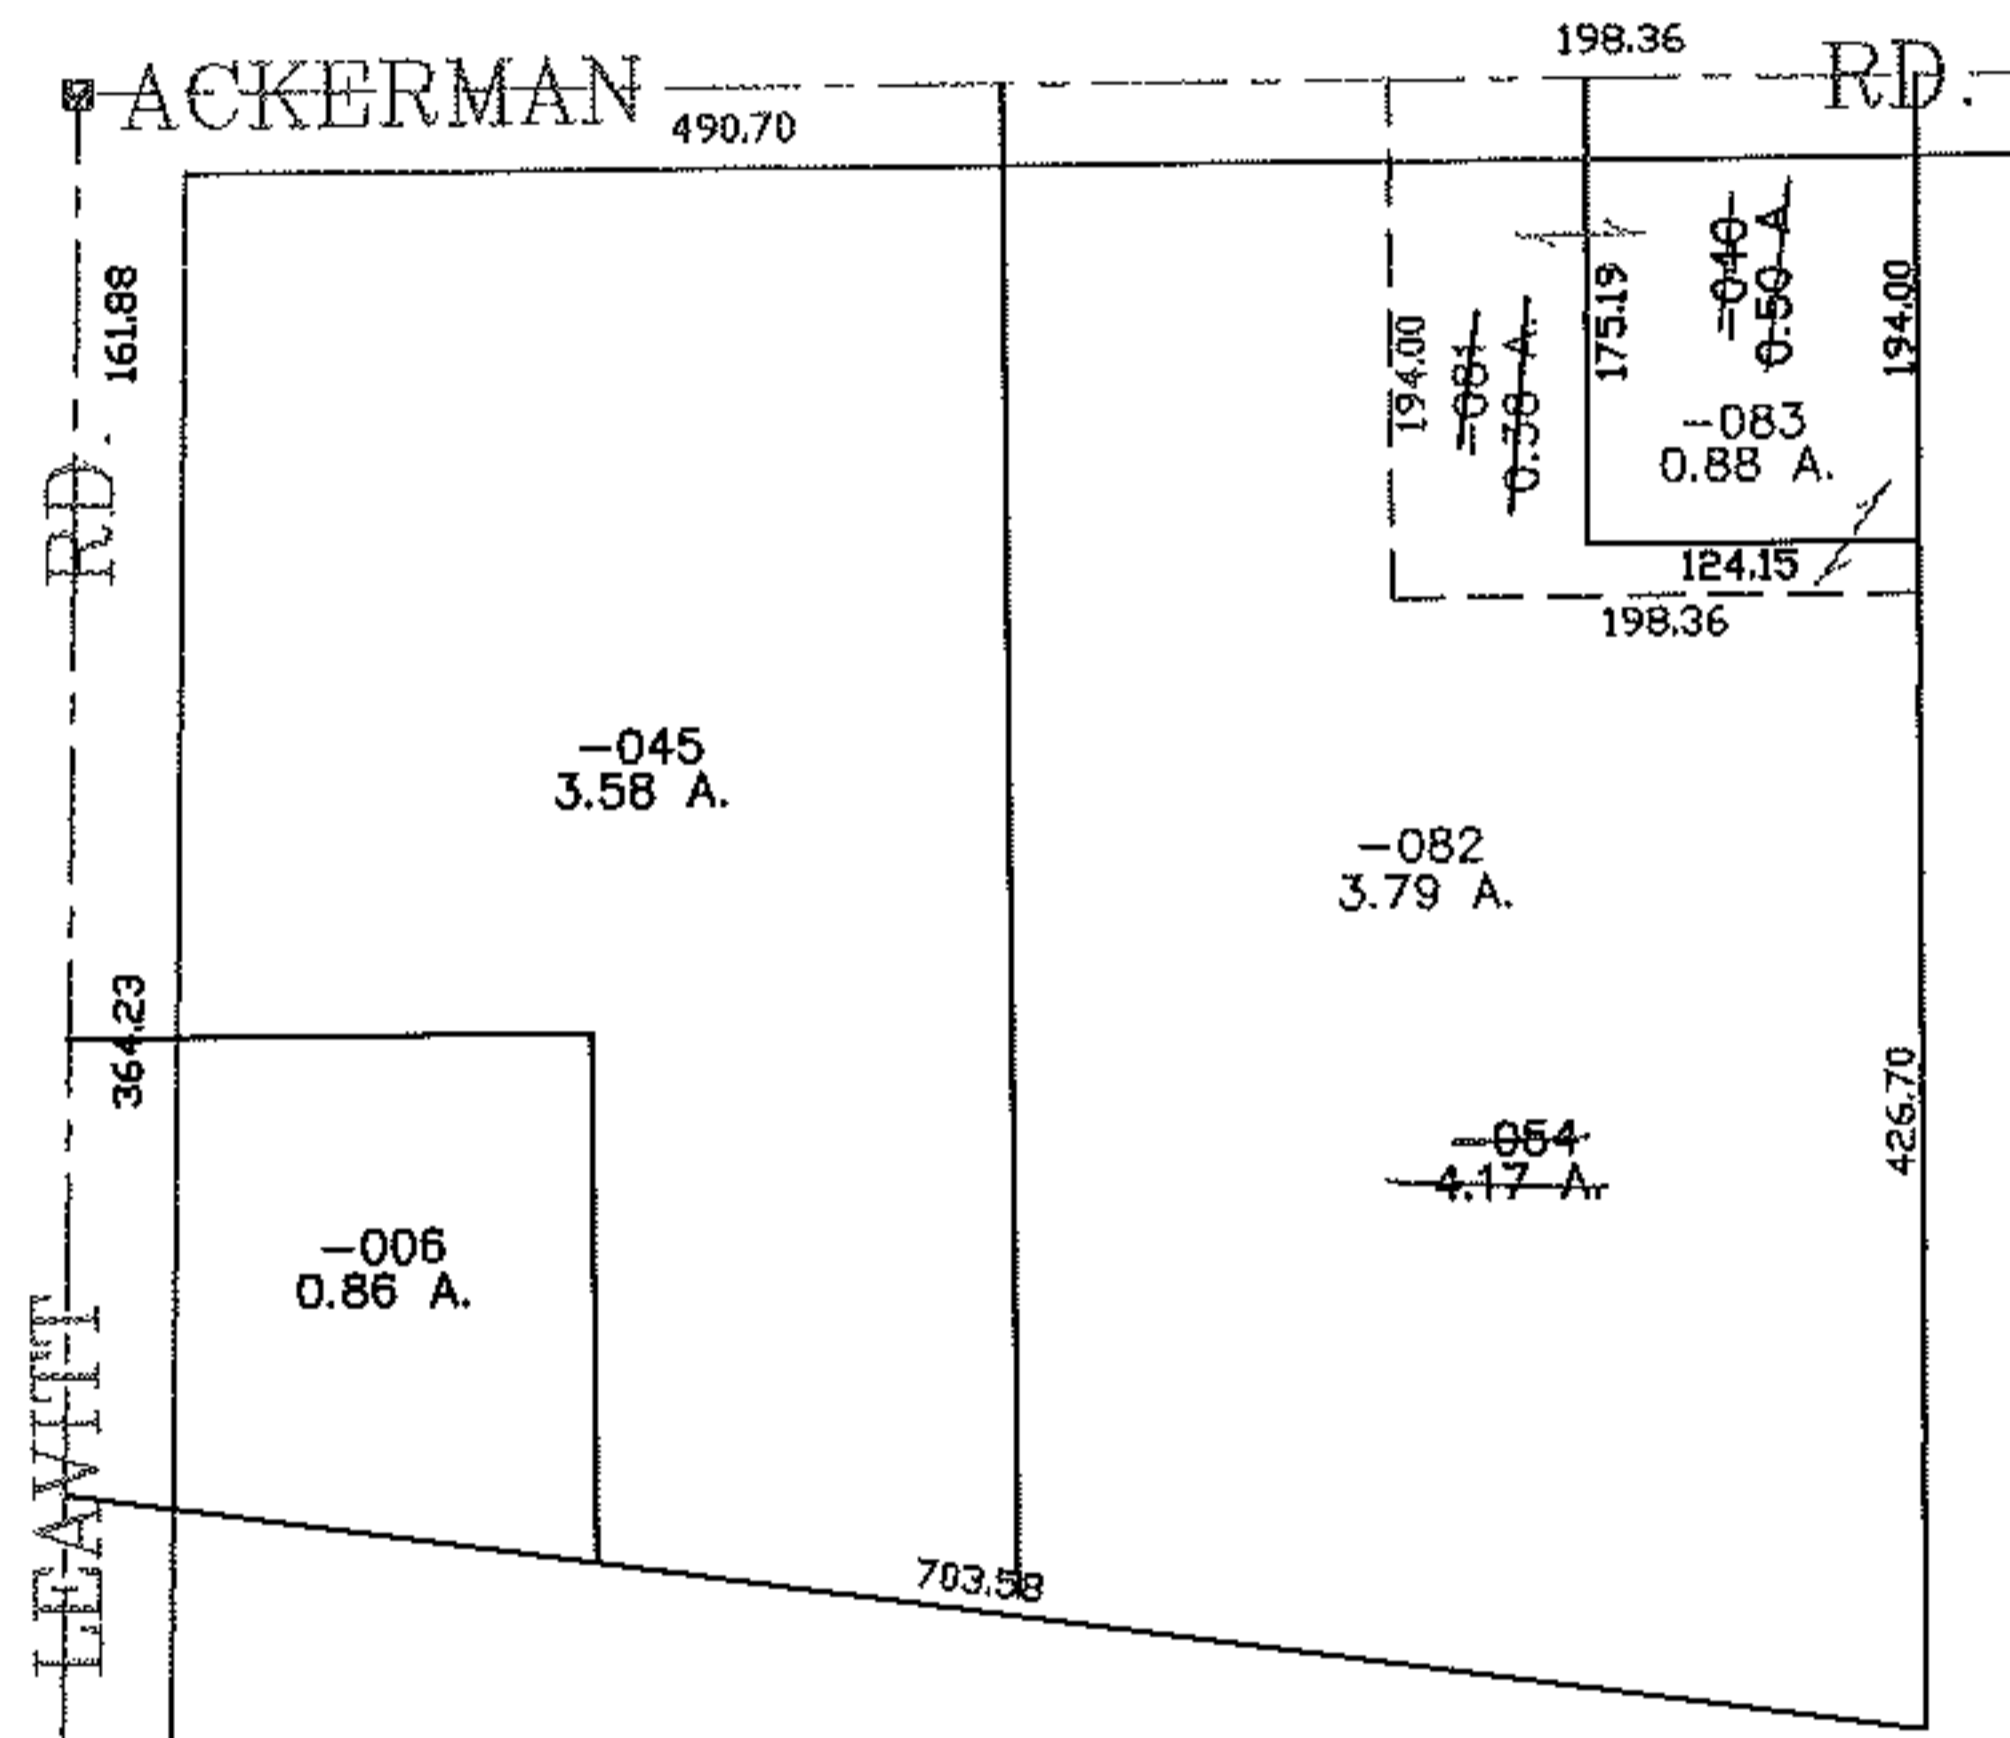 198.36
ACKERMAN RD.
490.70
161.88
RD.
194.00
-081
0.38 A.
175.19
-040
0.50 A
194.00
-083
0.88 A.
124.15
198.36
-045
3.58 A.
-082
3.79 A.
364.23
426.70
4.17 A.
-006
0.86 A.
LEAVITT
703.58